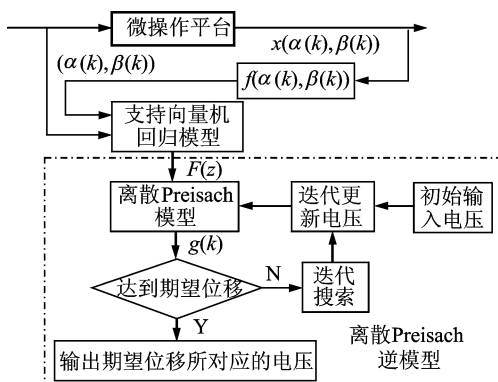 微操作平台
x(α(k),β(k))
(α(k),β(k))
f(α(k),β(k))
支持向量机
回归模型
F(z)
离散Preisach
模型
迭代更
新电压
初始输
入电压
g(k)
达到期望位移
N
迭代
搜索
Y
离散Preisach
逆模型
输出期望位移所对应的电压